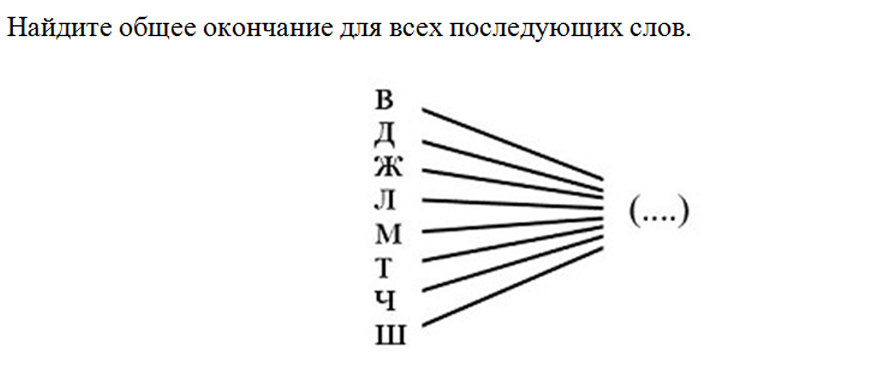 Найдите общее окончание для всех последующих слов.
В
Д
Ж
Л
(....)
М
Т
Ч
Ш